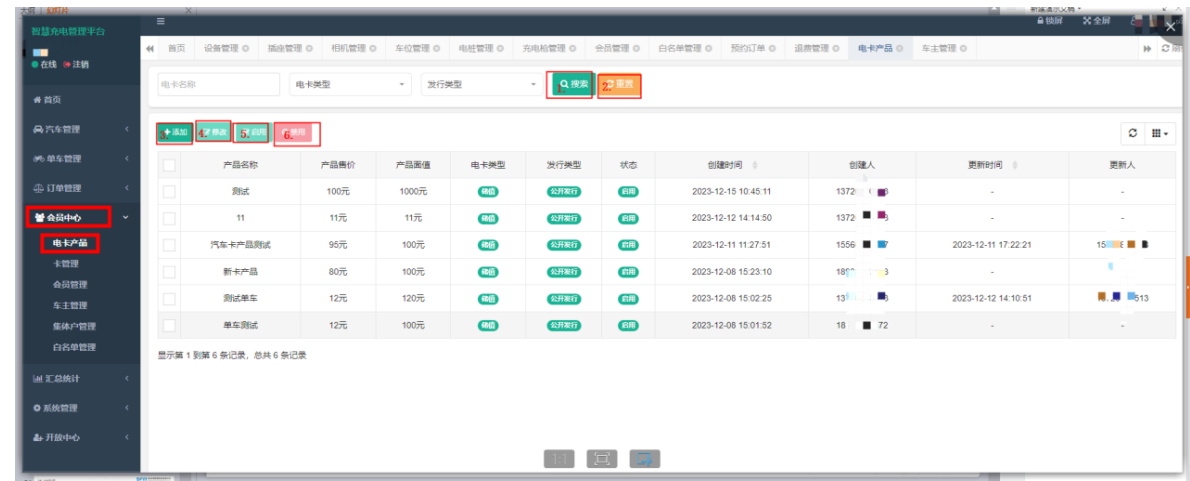 智慧充电管理平台
锁屏 全屏
在线 注销
首页 设备管理 插座管理 相机管理 车位管理 电桩管理 充电枪管理 会员管理 白名单管理 预约订单 退费管理 电卡产品 车主管理
电卡名称 电卡类型 发行类型 1. 搜索 2. 重置
首页
汽车管理
单车管理
订单管理
会员中心
电卡产品
卡管理
会员管理
车主管理
集体户管理
白名单管理
汇总统计
系统管理
开放中心
3. 添加 4. 修改 5. 启用 6. 禁用
产品名称 产品售价 产品面值 电卡类型 发行类型 状态 创建时间 创建人 更新时间 更新人
测试 100元 1000元 储值 公开发行 启用 2023-12-15 10:45:11 1372 - -
11 11元 11元 储值 公开发行 启用 2023-12-12 14:14:50 1372 - -
汽车卡产品测试 95元 100元 储值 公开发行 启用 2023-12-11 11:27:51 1556 2023-12-11 17:22:21 15
新卡产品 80元 100元 储值 公开发行 启用 2023-12-08 15:23:10 -
测试单车 12元 120元 储值 公开发行 启用 2023-12-08 15:02:25 13 2023-12-12 14:10:51 513
单车测试 12元 100元 储值 公开发行 启用 2023-12-08 15:01:52 18 72 - -
显示第 1 到第 6 条记录，总共 6 条记录
1:1